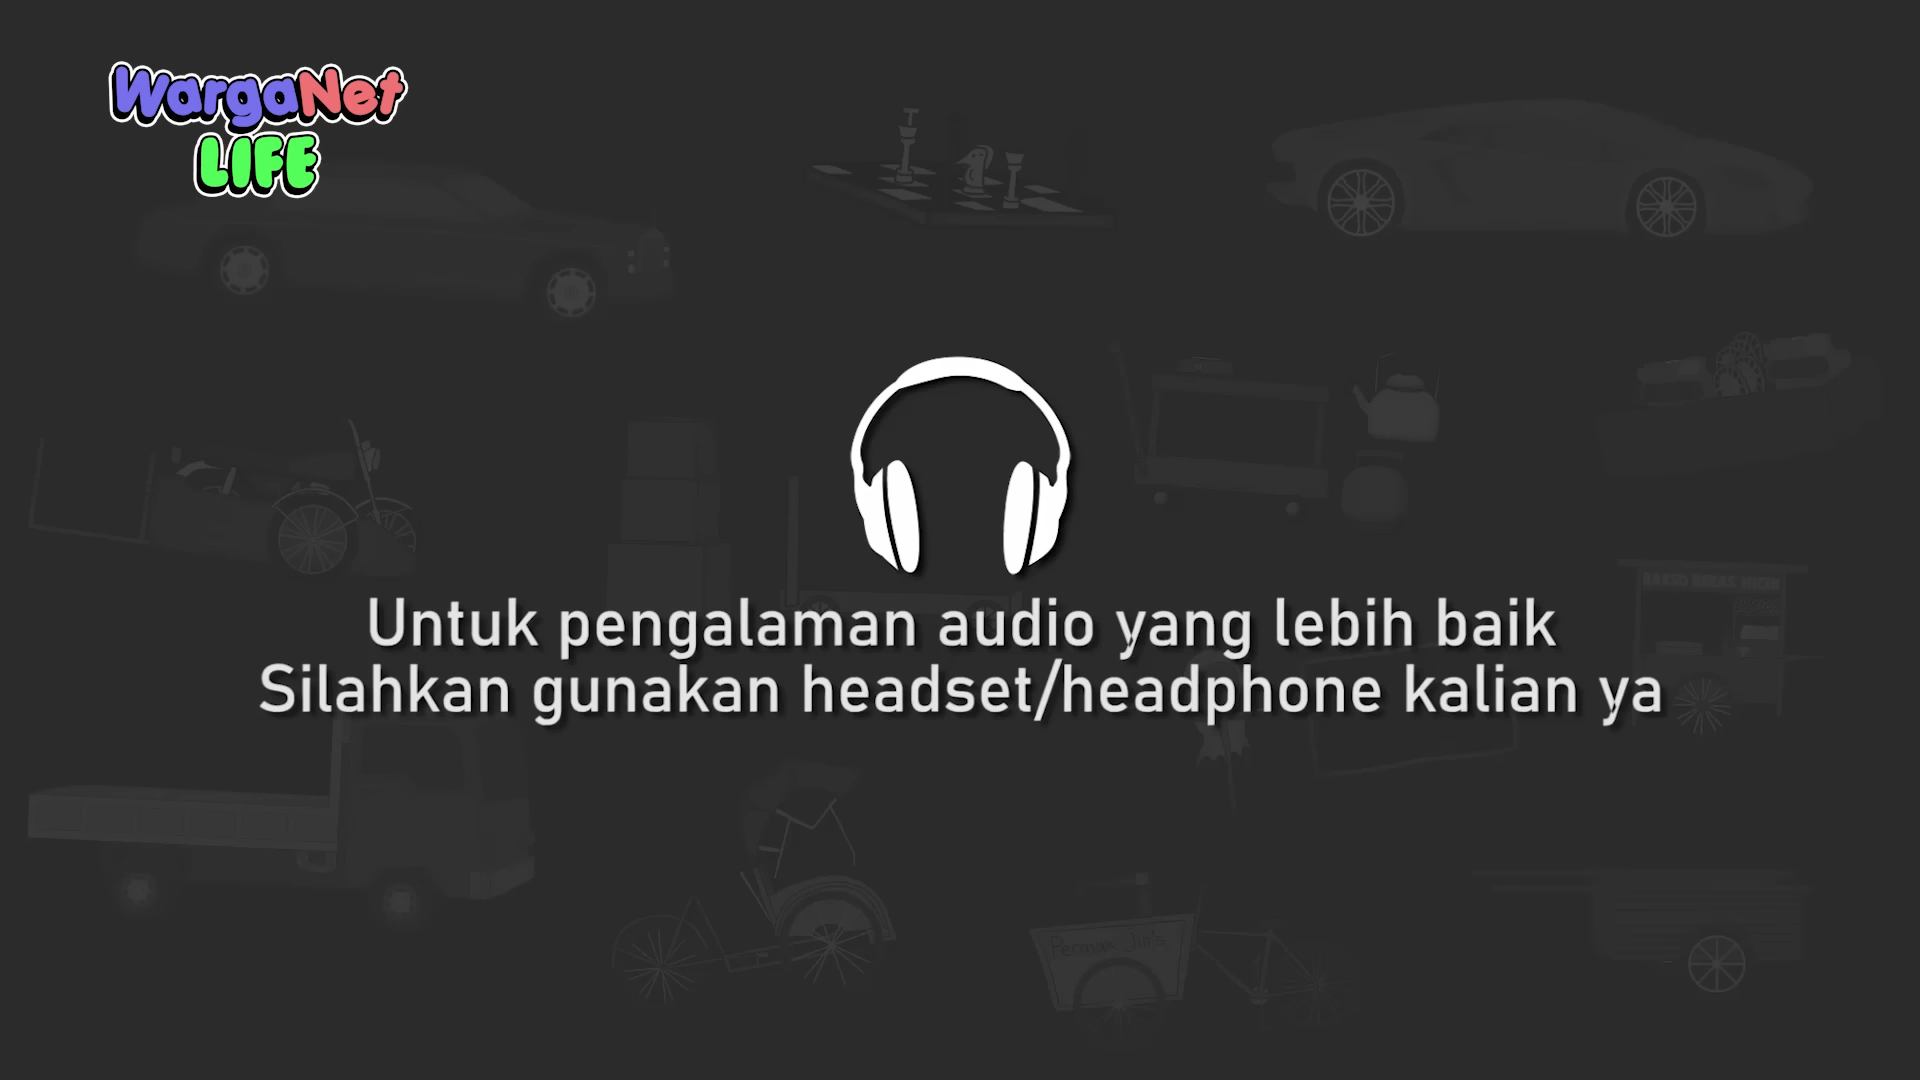 WargaNet
LIFE
Untuk pengalaman audio yang lebih baik
Silahkan gunakan headset/headphone kalian ya